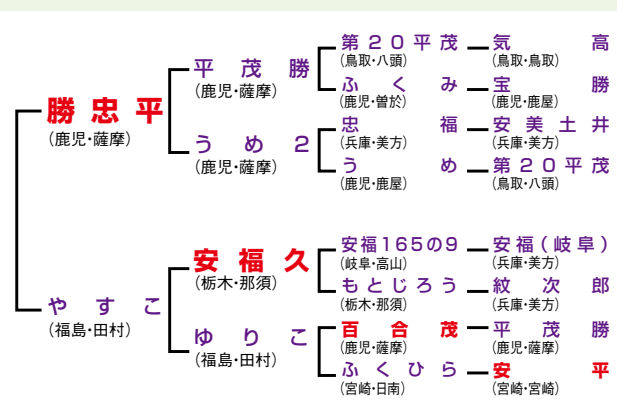 第20平茂 気高
(鳥取・八頭) (鳥取・鳥取)
平茂勝
(鹿児・薩摩)
ふくみ 宝勝
(鹿児・曽於) (鹿児・鹿屋)
勝忠平
(鹿児・薩摩)
忠福 安美土井
(兵庫・美方) (兵庫・美方)
うめ2
(鹿児・薩摩)
うめ 第20平茂
(鹿児・鹿屋) (鳥取・八頭)
安福165の9 安福(岐阜)
(岐阜・高山) (兵庫・美方)
安福久
(栃木・那須)
もとじろう 紋次郎
(栃木・那須) (兵庫・美方)
やすこ
(福島・田村)
百合茂 平茂勝
(鹿児・薩摩) (鹿児・薩摩)
ゆりこ
(福島・田村)
ふくひら 安平
(宮崎・日南) (宮崎・宮崎)